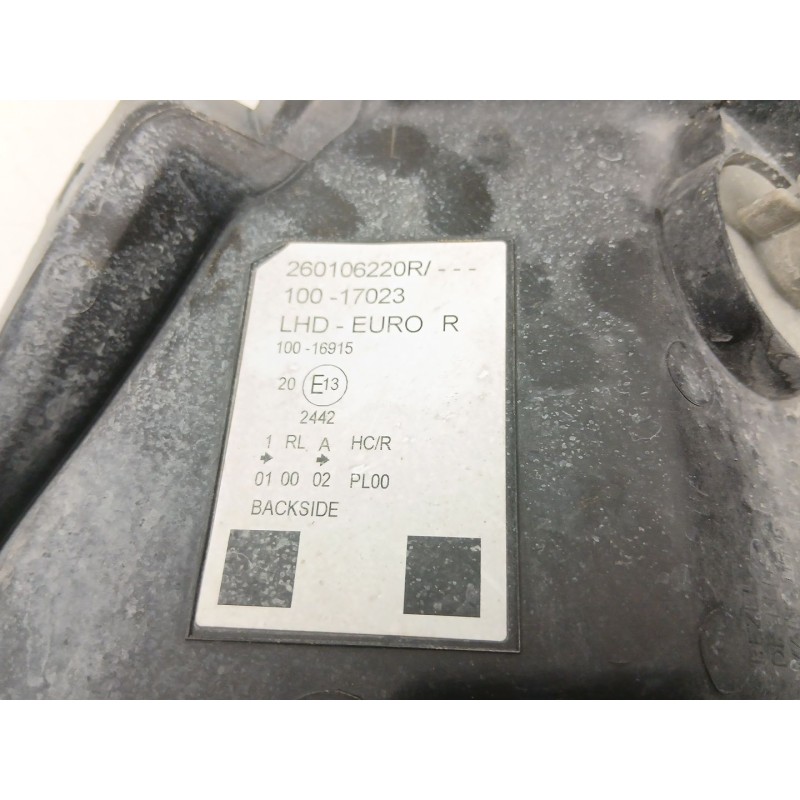 260106220R/---
100-17023
LHD - EURO R
100-16915
20 E13
2442
1 RL A HC/R
01 00 02 PL00
BACKSIDE